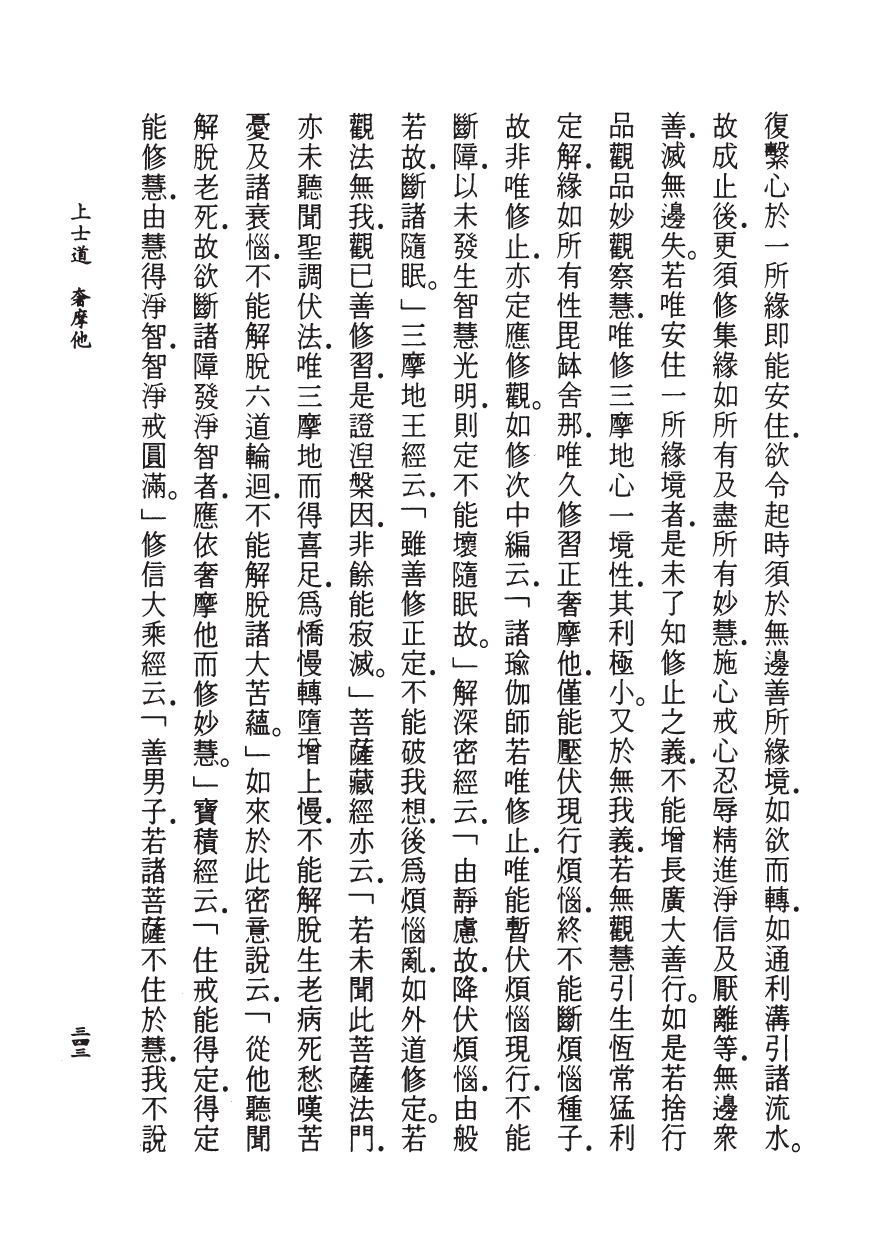 復繫心於一所緣即能安住．欲令起時須於無邊善所緣境．如欲而轉．如通利溝引諸流水。
故成止後．更須修集緣如所有及盡所有妙慧．施心戒心忍辱精進淨信及厭離等．無邊衆
善．滅無邊失。若唯安住一所緣境者．是未了知修止之義．不能增長廣大善行。如是若捨行
品觀品妙觀察慧．唯修三摩地心一境性．其利極小。又於無我義．若無觀慧引生恆常猛利
定解．緣如所有性毘缽舍那．唯久修習正奢摩他．僅能壓伏現行煩惱．終不能斷煩惱種子．
故非唯修止．亦定應修觀。如修次中編云．「諸瑜伽師若唯修止．唯能暫伏煩惱現行．不能
斷障．以未發生智慧光明．則定不能壞隨眠故。」解深密經云．「由靜慮故．降伏煩惱．由般
若故．斷諸隨眠。」三摩地王經云．「雖善修正定．不能破我想．後爲煩惱亂．如外道修定。若
觀法無我．觀已善修習．是證湼槃因．非餘能寂滅。」菩薩藏經亦云．「若未聞此菩薩法門．
亦未聽聞聖調伏法．唯三摩地而得喜足．爲憍慢轉墮增上慢．不能解脫生老病死愁嘆苦
憂及諸衰惱．不能解脫六道輪迴．不能解脫諸大苦蘊。」如來於此密意說云．「從他聽聞
解脫老死．故欲斷諸障發淨智者．應依奢摩他而修妙慧。」寶積經云．「住戒能得定．得定
能修慧．由慧得淨智．智淨戒圓滿。」修信大乘經云．「善男子．若諸菩薩不住於慧．我不說
上士道　奢摩他
三四三